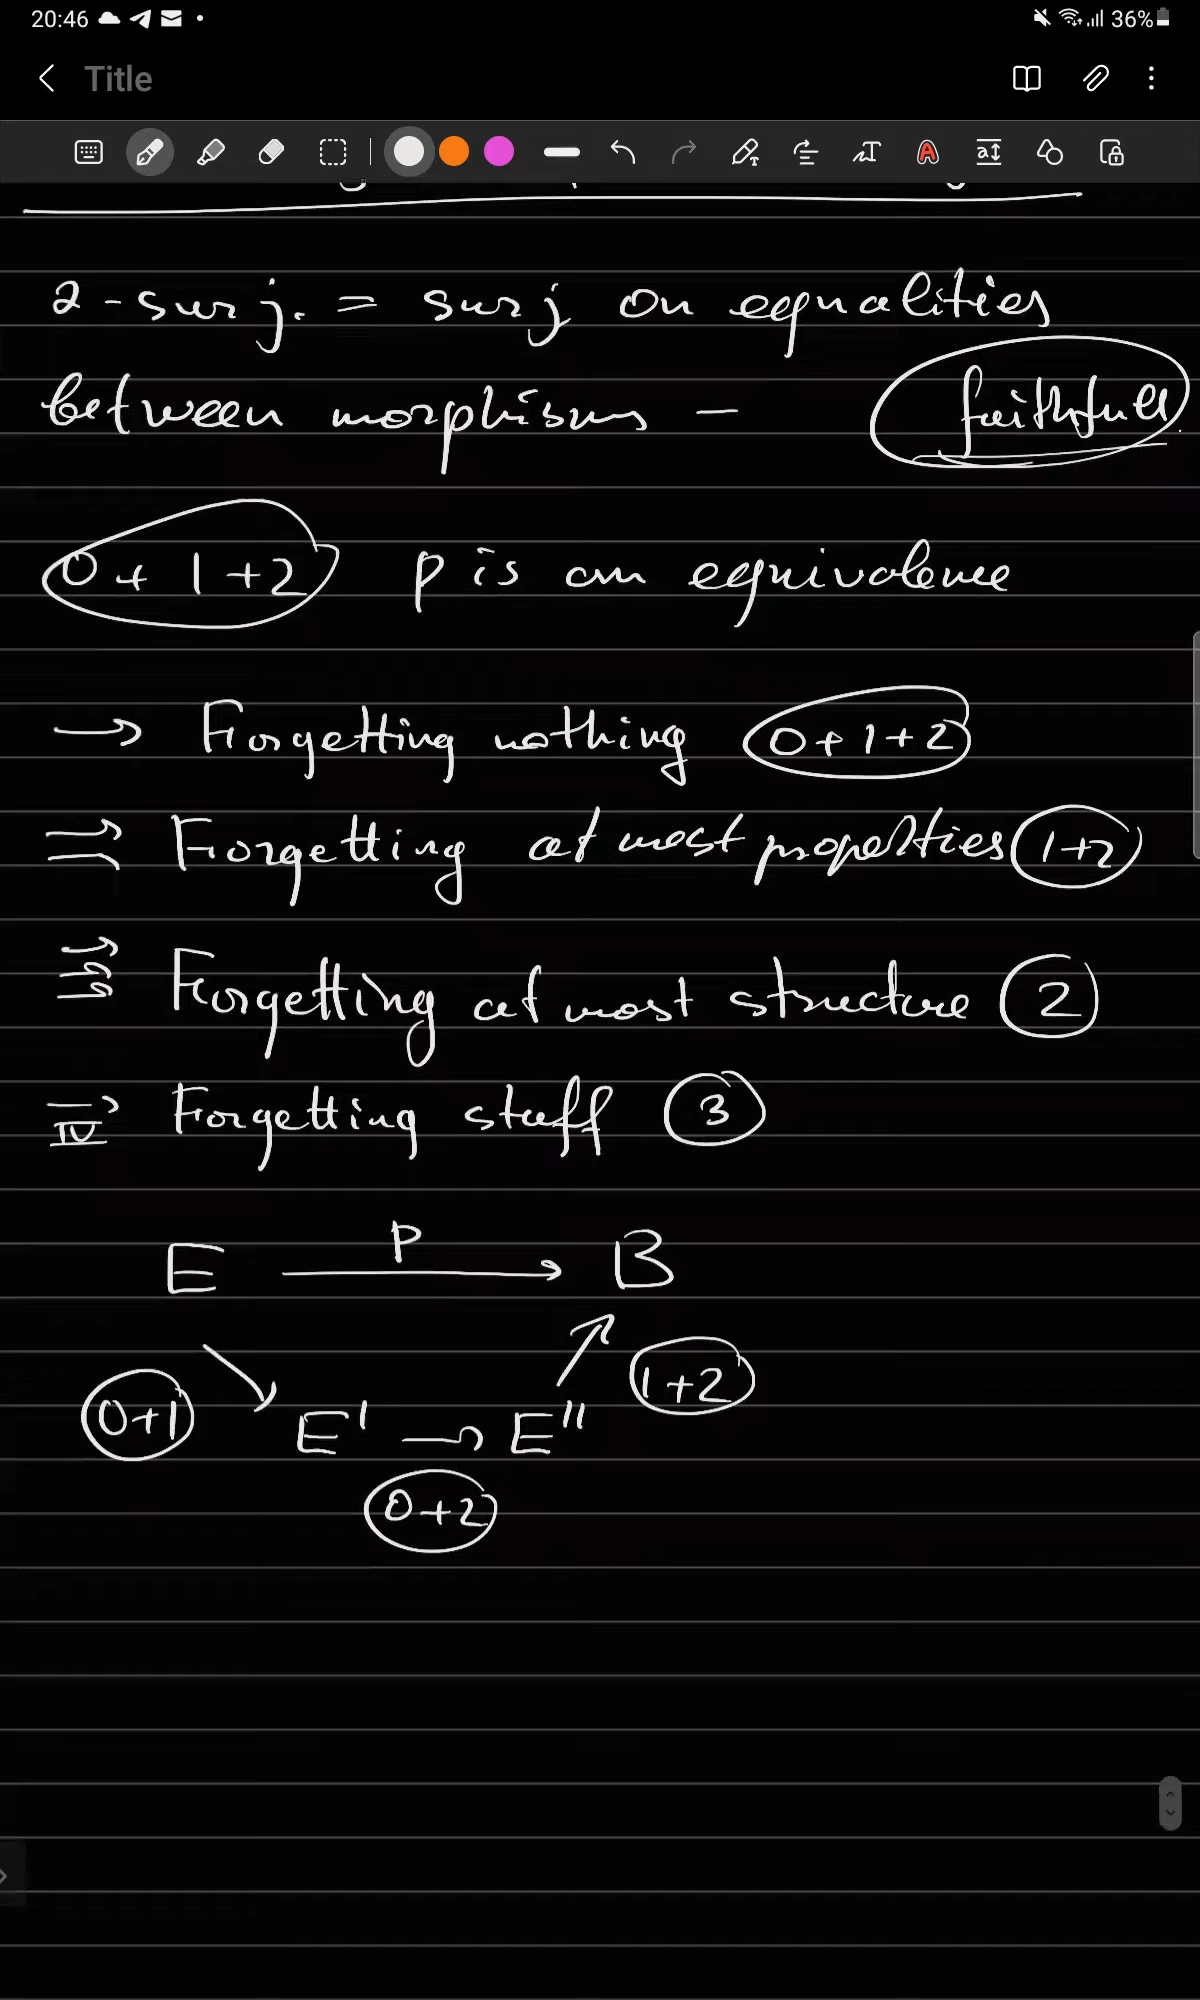 20:46
36%
Title
2-surj. = surj on equalities
between morphisms – faithfull
0+1+2 p is an equivalence
→ Forgetting nothing 0+1+2
Forgetting at most properties 1+2
Forgetting at most structure 2
IV Forgetting stuff 3
P
E → B
0+1 1+2
E' → E''
0+2